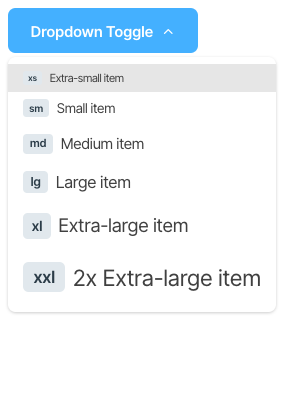 Dropdown Toggle
xs Extra-small item
sm Small item
md Medium item
lg Large item
xl Extra-large item
xxl 2x Extra-large item